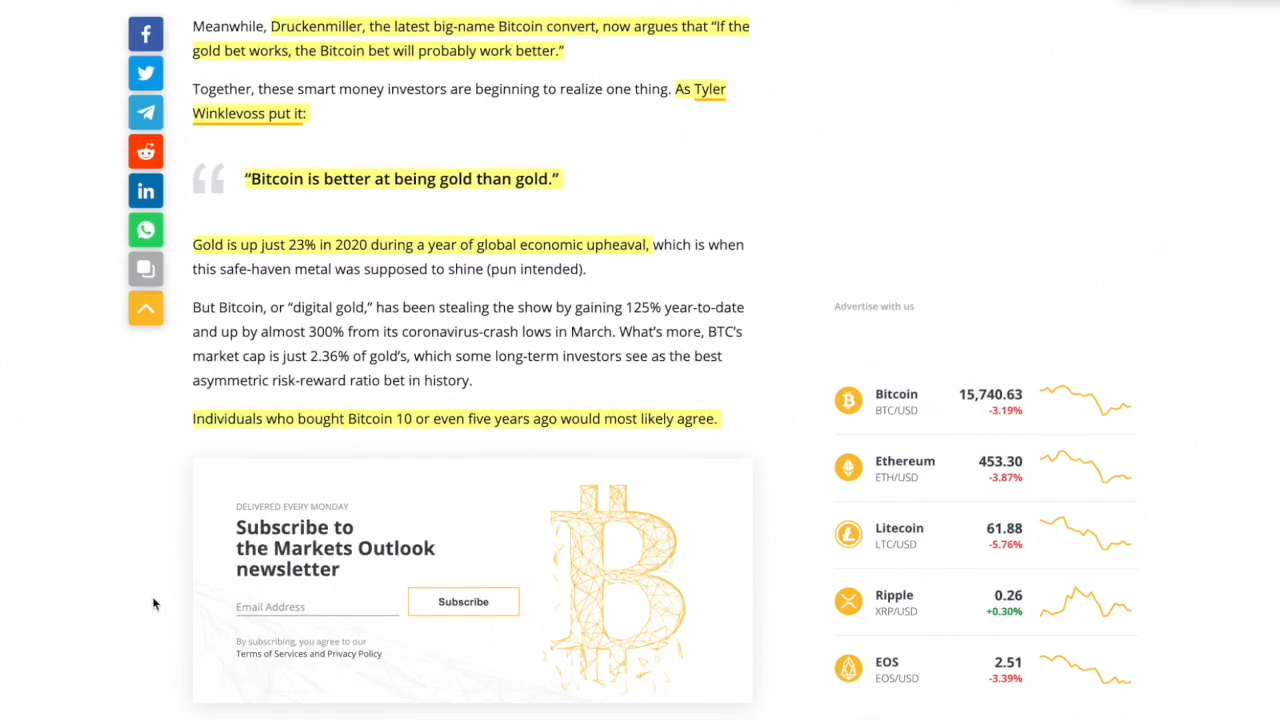 Meanwhile, Druckenmiller, the latest big-name Bitcoin convert, now argues that “If the
gold bet works, the Bitcoin bet will probably work better.”
Together, these smart money investors are beginning to realize one thing. As Tyler
Winklevoss put it:
“Bitcoin is better at being gold than gold.”
Gold is up just 23% in 2020 during a year of global economic upheaval, which is when
this safe-haven metal was supposed to shine (pun intended).
But Bitcoin, or “digital gold,” has been stealing the show by gaining 125% year-to-date
and up by almost 300% from its coronavirus-crash lows in March. What’s more, BTC’s
market cap is just 2.36% of gold’s, which some long-term investors see as the best
asymmetric risk-reward ratio bet in history.
Individuals who bought Bitcoin 10 or even five years ago would most likely agree.
DELIVERED EVERY MONDAY
Subscribe to
the Markets Outlook
newsletter
Email Address
Subscribe
By subscribing, you agree to our
Terms of Services and Privacy Policy
Advertise with us
Bitcoin 15,740.63
BTC/USD -3.19%
Ethereum 453.30
ETH/USD -3.87%
Litecoin 61.88
LTC/USD -5.76%
Ripple 0.26
XRP/USD +0.30%
EOS 2.51
EOS/USD -3.39%